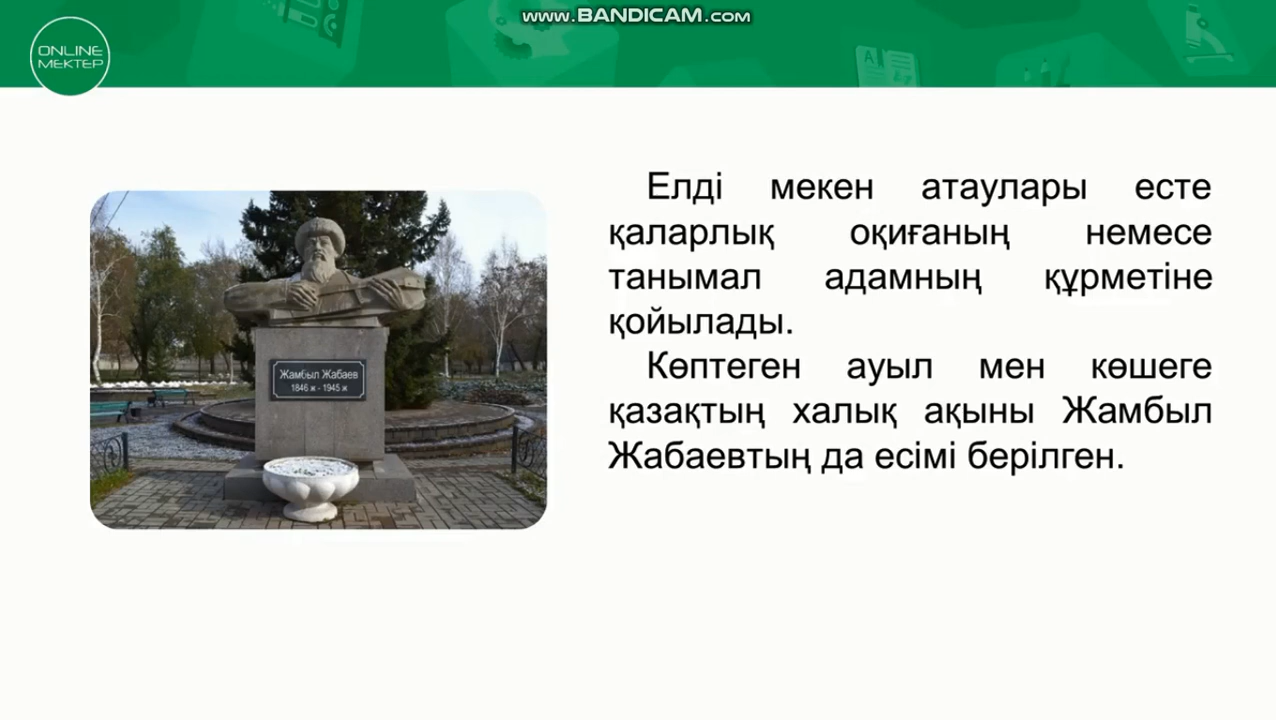 www.BANDICAM.com
ONLINE
МЕКТЕР
Жамбыл Жабаев
1846 ж - 1945 ж
Елді мекен атаулары есте
қаларлық оқиғаның немесе
танымал адамның құрметіне
қойылады.
Көптеген ауыл мен көшеге
қазақтың халық ақыны Жамбыл
Жабаевтың да есімі берілген.